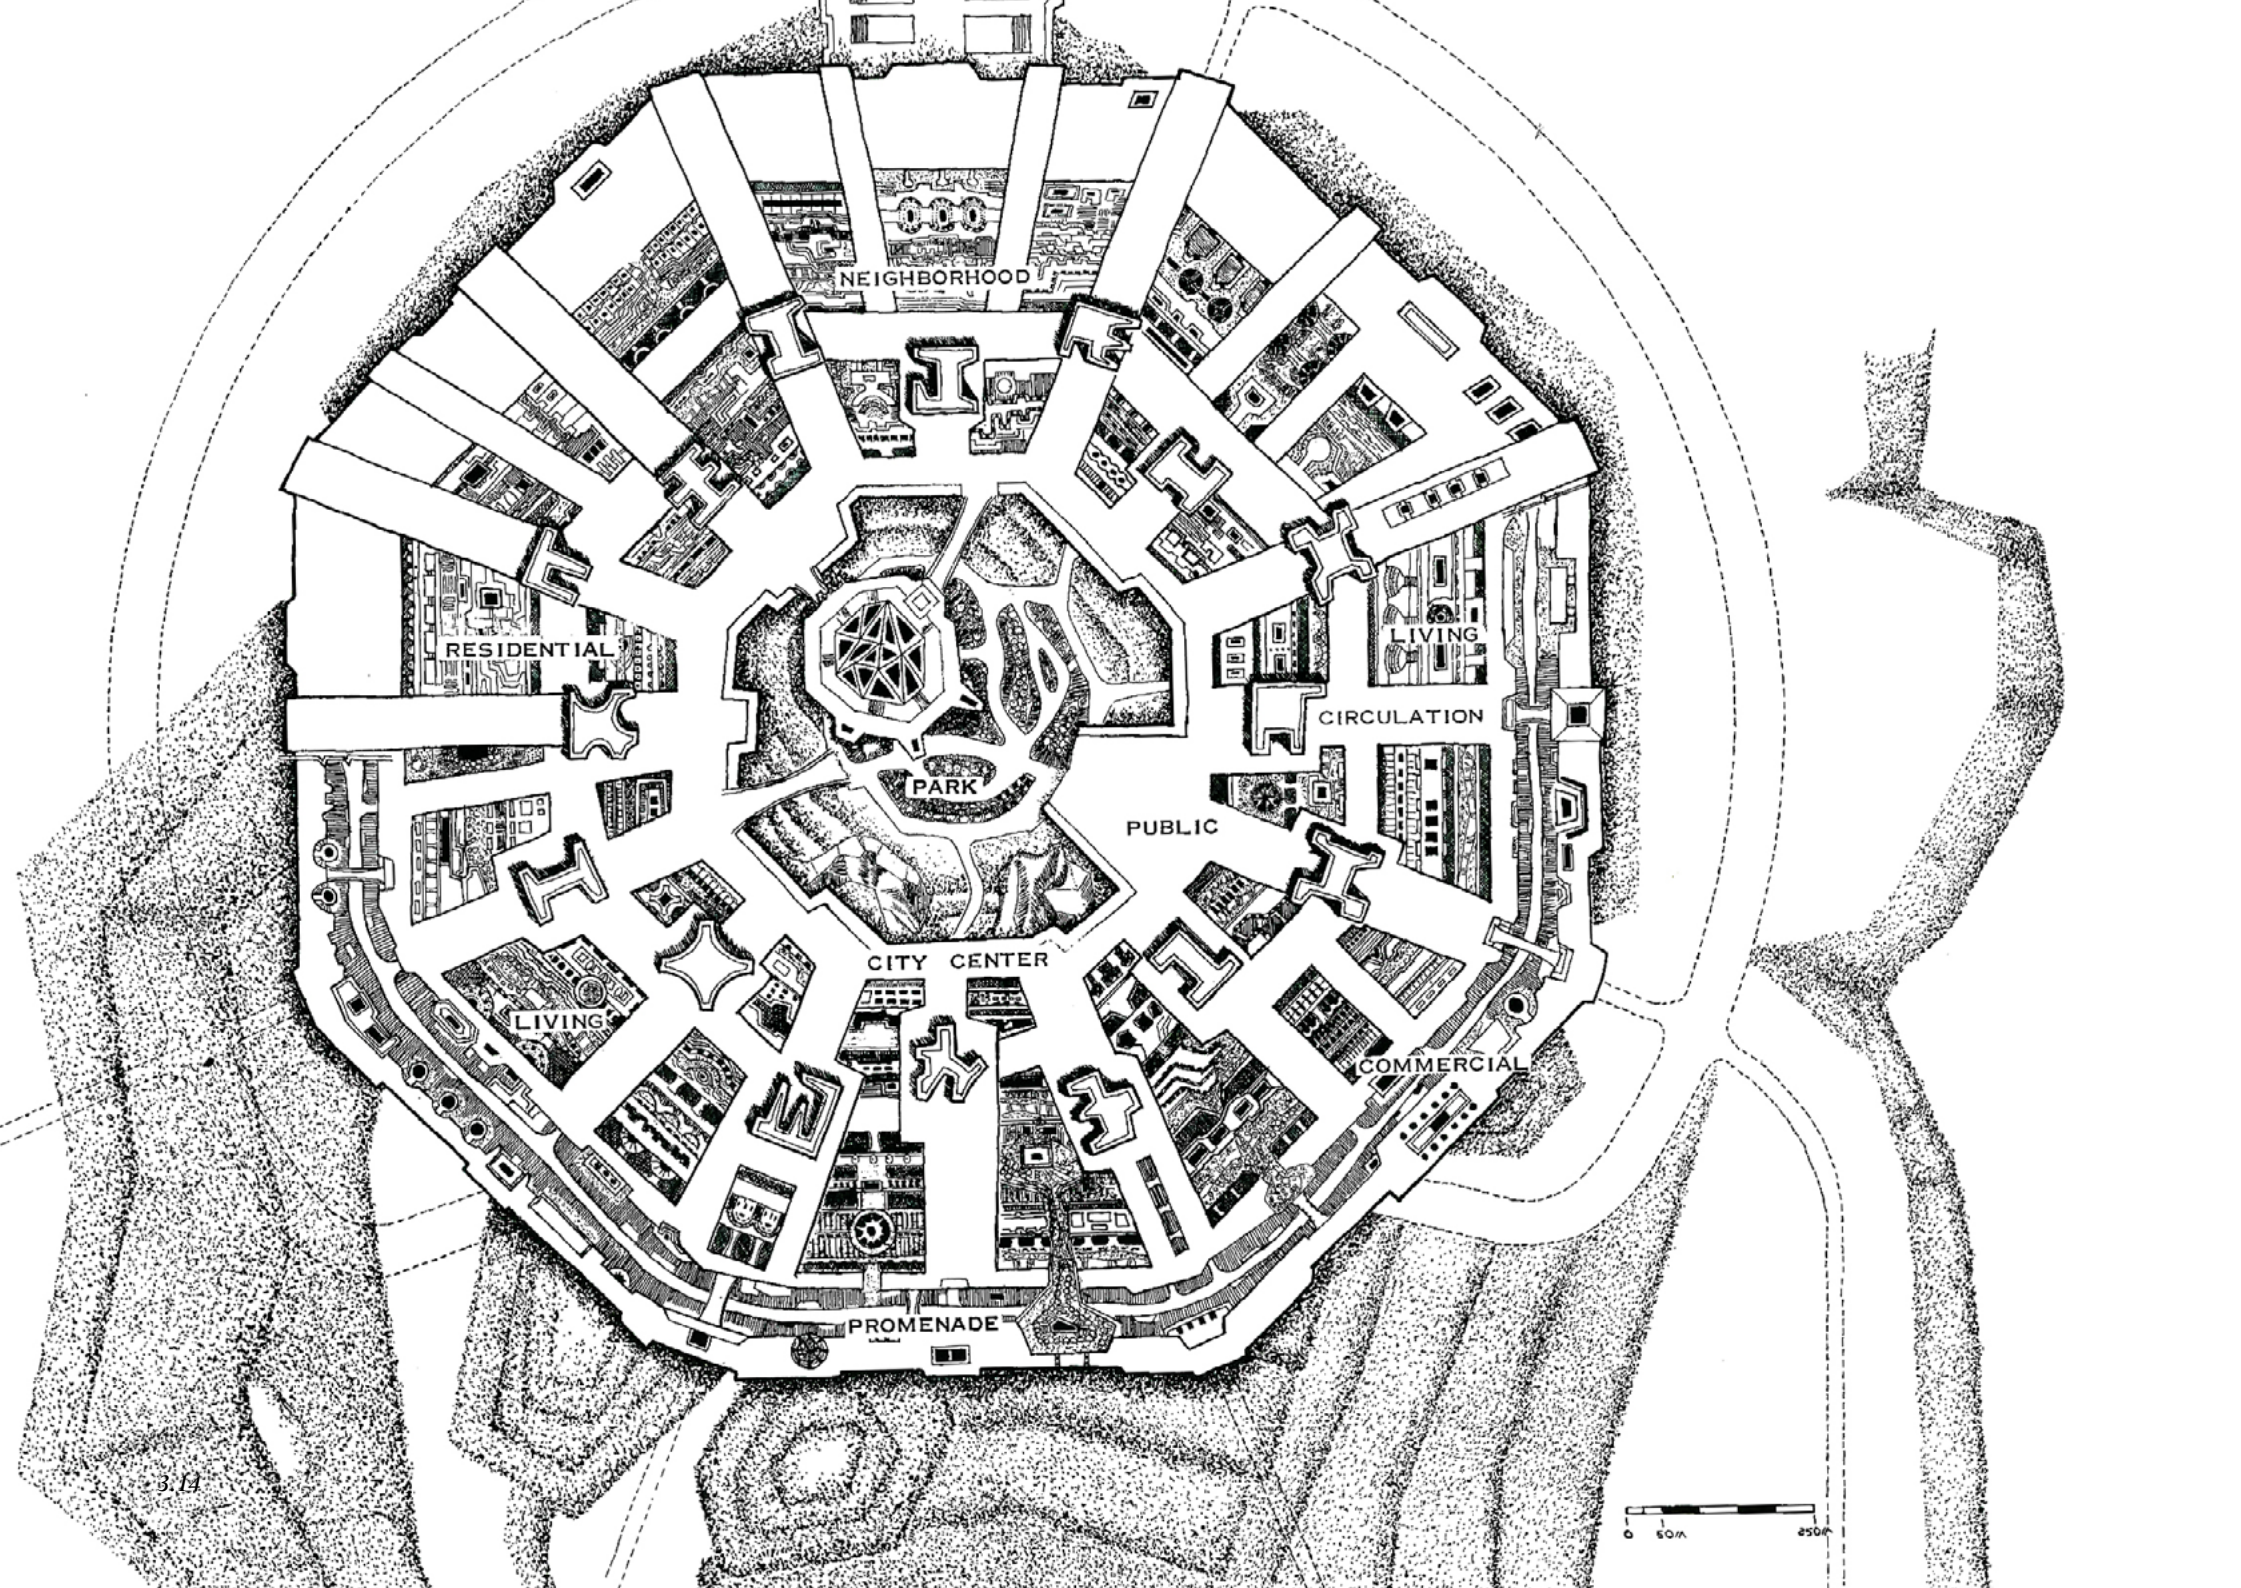 NEIGHBORHOOD
LIVING
RESIDENTIAL
CIRCULATION
PARK
PUBLIC
CITY CENTER
LIVING
COMMERCIAL
PROMENADE
3.14
0 50M 250M